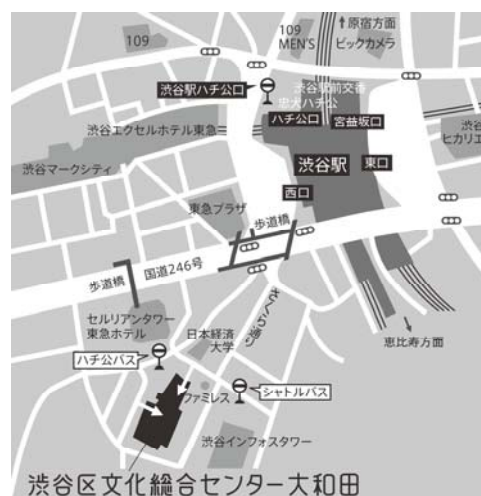 109
109
MEN'S
↑原宿方面
ビックカメラ
渋谷駅ハチ公口
渋谷駅前交番
忠犬ハチ公
ハチ公口
宮益坂口
渋谷エクセルホテル東急
渋谷駅
東口
渋谷
ヒカリエ
渋谷マークシティ
西口
東急プラザ
歩道橋
国道246号
歩道橋
セルリアンタワー
東急ホテル
日本経済
大学
さくら通り
恵比寿方面
ハチ公バス
ファミレス
シャトルバス
渋谷インフォスタワー
渋谷区文化総合センター大和田